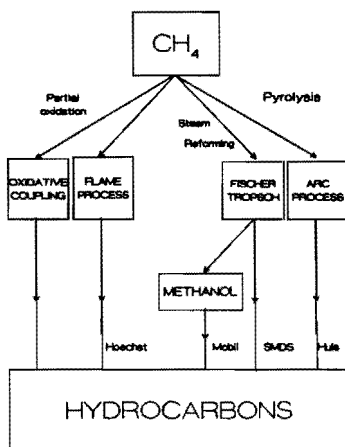 CH4
Partial
oxidation
Pyrolysis
Steam
Reforming
OXIDATIVE
COUPLING
FLAME
PROCESS
FISCHER
TROPSCH
ARC
PROCESS
METHANOL
Hoechst
Mobil
SMDS
Huls
HYDROCARBONS